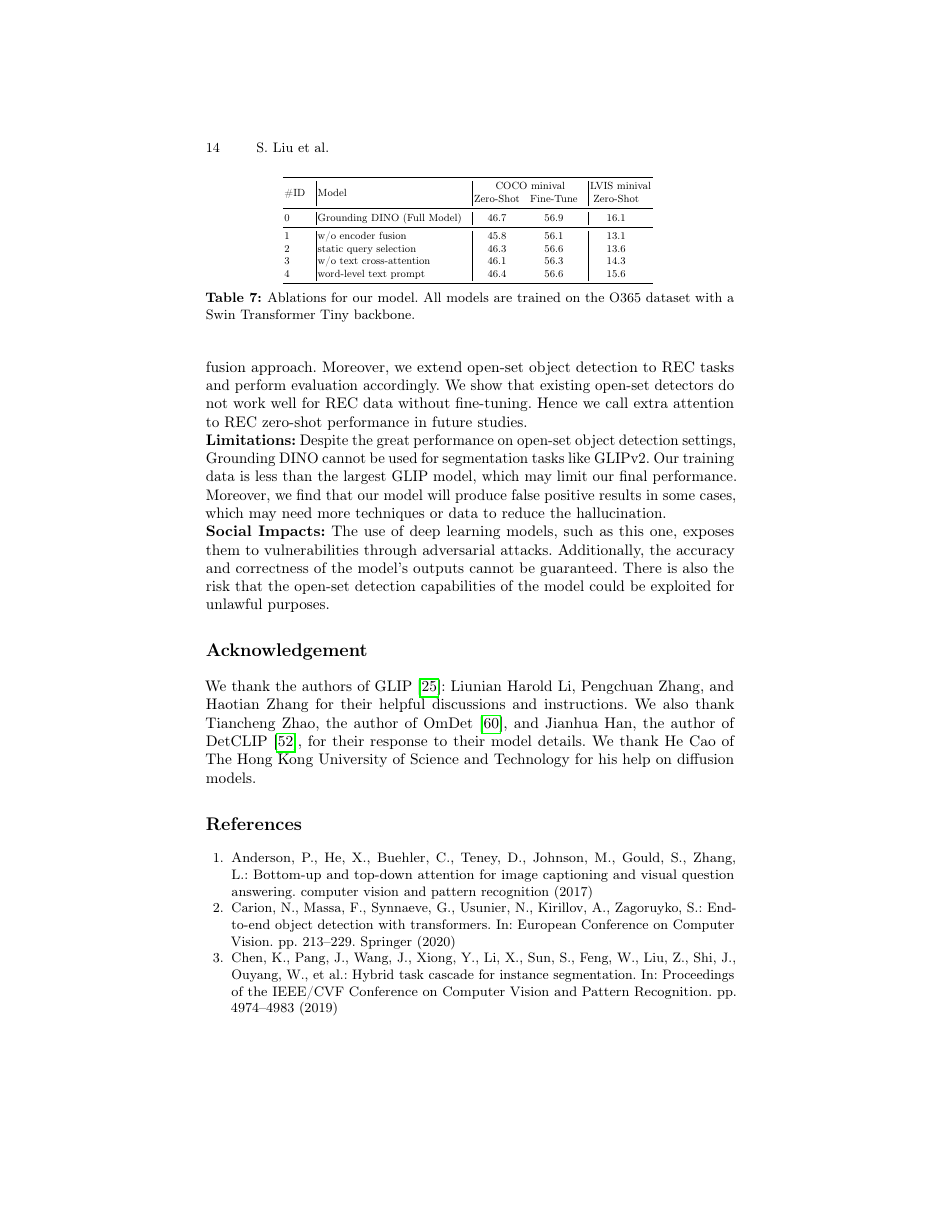 14 S. Liu et al.
#ID Model COCO minival LVIS minival
Zero-Shot Fine-Tune Zero-Shot
0 Grounding DINO (Full Model) 46.7 56.9 16.1
1 w/o encoder fusion 45.8 56.1 13.1
2 static query selection 46.3 56.6 13.6
3 w/o text cross-attention 46.1 56.3 14.3
4 word-level text prompt 46.4 56.6 15.6
Table 7: Ablations for our model. All models are trained on the O365 dataset with a
Swin Transformer Tiny backbone.
fusion approach. Moreover, we extend open-set object detection to REC tasks
and perform evaluation accordingly. We show that existing open-set detectors do
not work well for REC data without fine-tuning. Hence we call extra attention
to REC zero-shot performance in future studies.
Limitations: Despite the great performance on open-set object detection settings,
Grounding DINO cannot be used for segmentation tasks like GLIPv2. Our training
data is less than the largest GLIP model, which may limit our final performance.
Moreover, we find that our model will produce false positive results in some cases,
which may need more techniques or data to reduce the hallucination.
Social Impacts: The use of deep learning models, such as this one, exposes
them to vulnerabilities through adversarial attacks. Additionally, the accuracy
and correctness of the model's outputs cannot be guaranteed. There is also the
risk that the open-set detection capabilities of the model could be exploited for
unlawful purposes.
Acknowledgement
We thank the authors of GLIP [25]: Liunian Harold Li, Pengchuan Zhang, and
Haotian Zhang for their helpful discussions and instructions. We also thank
Tiancheng Zhao, the author of OmDet [60], and Jianhua Han, the author of
DetCLIP [52], for their response to their model details. We thank He Cao of
The Hong Kong University of Science and Technology for his help on diffusion
models.
References
1. Anderson, P., He, X., Buehler, C., Teney, D., Johnson, M., Gould, S., Zhang,
L.: Bottom-up and top-down attention for image captioning and visual question
answering. computer vision and pattern recognition (2017)
2. Carion, N., Massa, F., Synnaeve, G., Usunier, N., Kirillov, A., Zagoruyko, S.: End-
to-end object detection with transformers. In: European Conference on Computer
Vision. pp. 213–229. Springer (2020)
3. Chen, K., Pang, J., Wang, J., Xiong, Y., Li, X., Sun, S., Feng, W., Liu, Z., Shi, J.,
Ouyang, W., et al.: Hybrid task cascade for instance segmentation. In: Proceedings
of the IEEE/CVF Conference on Computer Vision and Pattern Recognition. pp.
4974–4983 (2019)